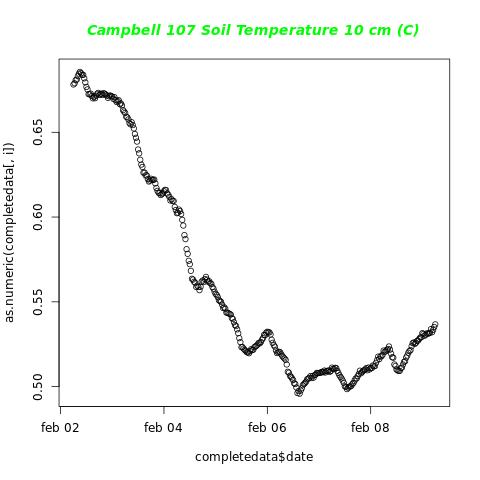 Campbell 107 Soil Temperature 10 cm (C)
as.numeric(completedata[, i])
0.65
0.60
0.55
0.50
feb 02 feb 04 feb 06 feb 08
completedata$date